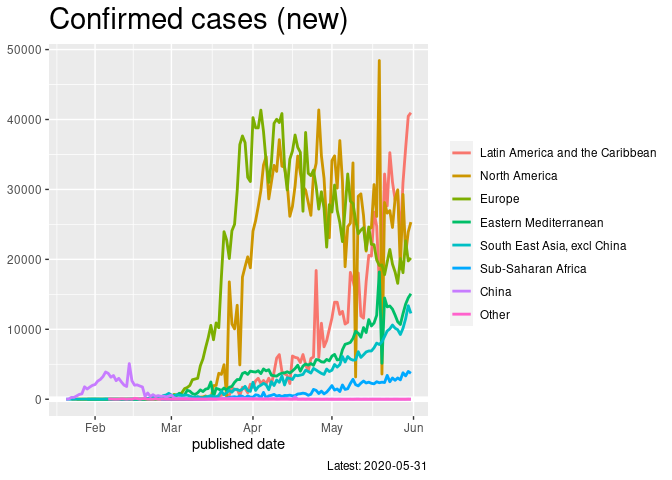 Confirmed cases (new)
50000
40000
30000
20000
10000
0
Feb Mar Apr May Jun
published date
Latest: 2020-05-31
Latin America and the Caribbean
North America
Europe
Eastern Mediterranean
South East Asia, excl China
Sub-Saharan Africa
China
Other